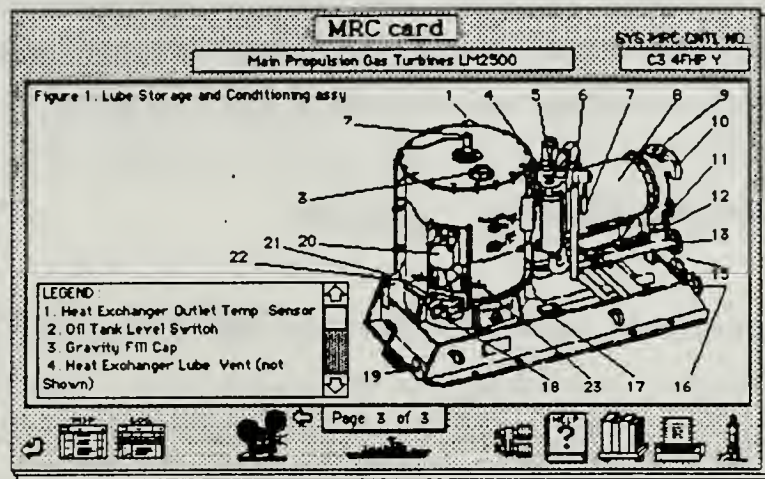 MRC card
SYS MRC CNTL NO.
Main Propulsion Gas Turbines LM2500
C3 4FHP Y
Figure 1. Lube Storage and Conditioning assy
1 4 5 6 7 8 9
7
10
11
3
12
13
20
21
22
15
LEGEND:
1. Heat Exchanger Outlet Temp Sensor
2. Oil Tank Level Switch
3. Gravity Fill Cap
4. Heat Exchanger Lube Vent (not
Shown)
19
18 23 17 16
Page 3 of 3
MIP
HELP
?